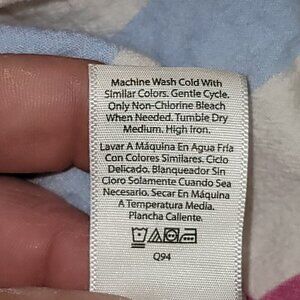 Machine Wash Cold With
Similar Colors. Gentle Cycle.
Only Non-Chlorine Bleach
When Needed. Tumble Dry
Medium. High Iron.
Lavar A Máquina En Agua Fría
Con Colores Similares. Ciclo
Delicado. Blanqueador Sin
Cloro Solamente Cuando Sea
Necesario. Secar En Máquina
A Temperatura Media.
Plancha Caliente.
Q94